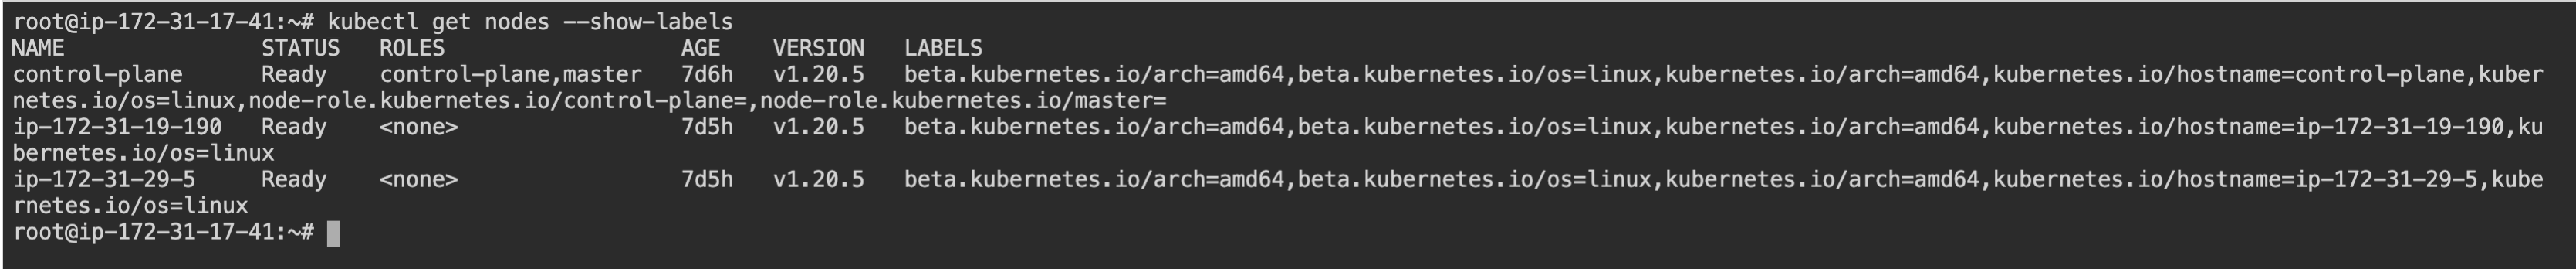 root@ip-172-31-17-41:~# kubectl get nodes --show-labels
NAME               STATUS   ROLES                  AGE    VERSION   LABELS
control-plane      Ready    control-plane,master   7d6h   v1.20.5   beta.kubernetes.io/arch=amd64,beta.kubernetes.io/os=linux,kubernetes.io/arch=amd64,kubernetes.io/hostname=control-plane,kuber
netes.io/os=linux,node-role.kubernetes.io/control-plane=,node-role.kubernetes.io/master=
ip-172-31-19-190   Ready    <none>                 7d5h   v1.20.5   beta.kubernetes.io/arch=amd64,beta.kubernetes.io/os=linux,kubernetes.io/arch=amd64,kubernetes.io/hostname=ip-172-31-19-190,ku
bernetes.io/os=linux
ip-172-31-29-5     Ready    <none>                 7d5h   v1.20.5   beta.kubernetes.io/arch=amd64,beta.kubernetes.io/os=linux,kubernetes.io/arch=amd64,kubernetes.io/hostname=ip-172-31-29-5,kube
rnetes.io/os=linux
root@ip-172-31-17-41:~#